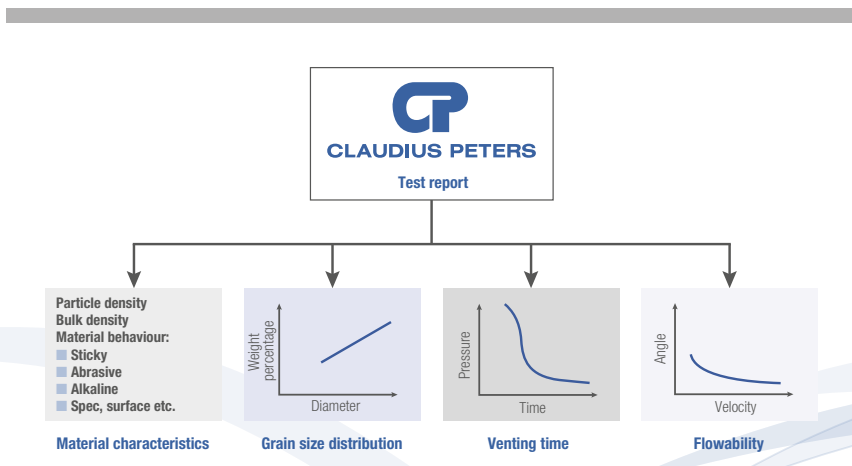 CP
CLAUDIUS PETERS
Test report
Particle density
Bulk density
Material behaviour:
Sticky
Abrasive
Alkaline
Spec, surface etc.
Material characteristics
Weight
percentage
Diameter
Grain size distribution
Pressure
Time
Venting time
Angle
Velocity
Flowability